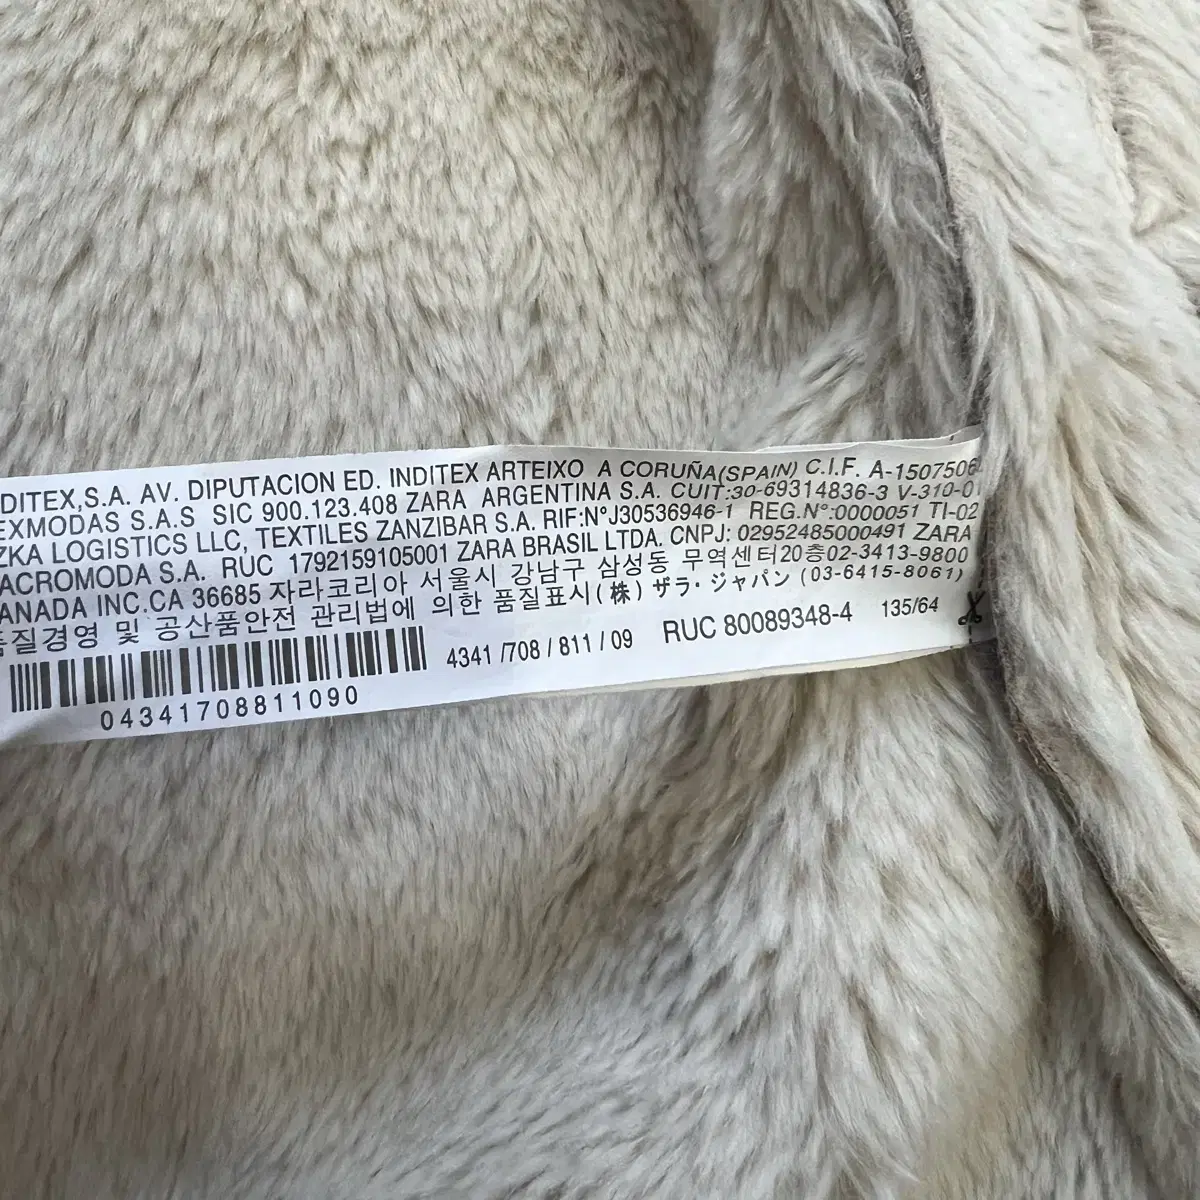 DITEX,S.A. AV. DIPUTACION ED. INDITEX ARTEIXO A CORUÑA(SPAIN) C.I.F. A-1507506
EXMODAS S.A.S SIC 900.123.408 ZARA ARGENTINA S.A. CUIT:30-69314836-3 V-310-01
ZKA LOGISTICS LLC, TEXTILES ZANZIBAR S.A. RIF:N°J30536946-1 REG.N°:0000051 TI-02
ACROMODA S.A. RUC 1792159105001 ZARA BRASIL LTDA. CNPJ: 02952485000491 ZARA
ANADA INC.CA 36685 자라코리아 서울시 강남구 삼성동 무역센터20층02-3413-9800
품질경영 및 공산품안전 관리법에 의한 품질표시(株) ザラ・ジャパン (03-6415-8061)
4341 /708 / 811 / 09 RUC 80089348-4 135/64
04341708811090